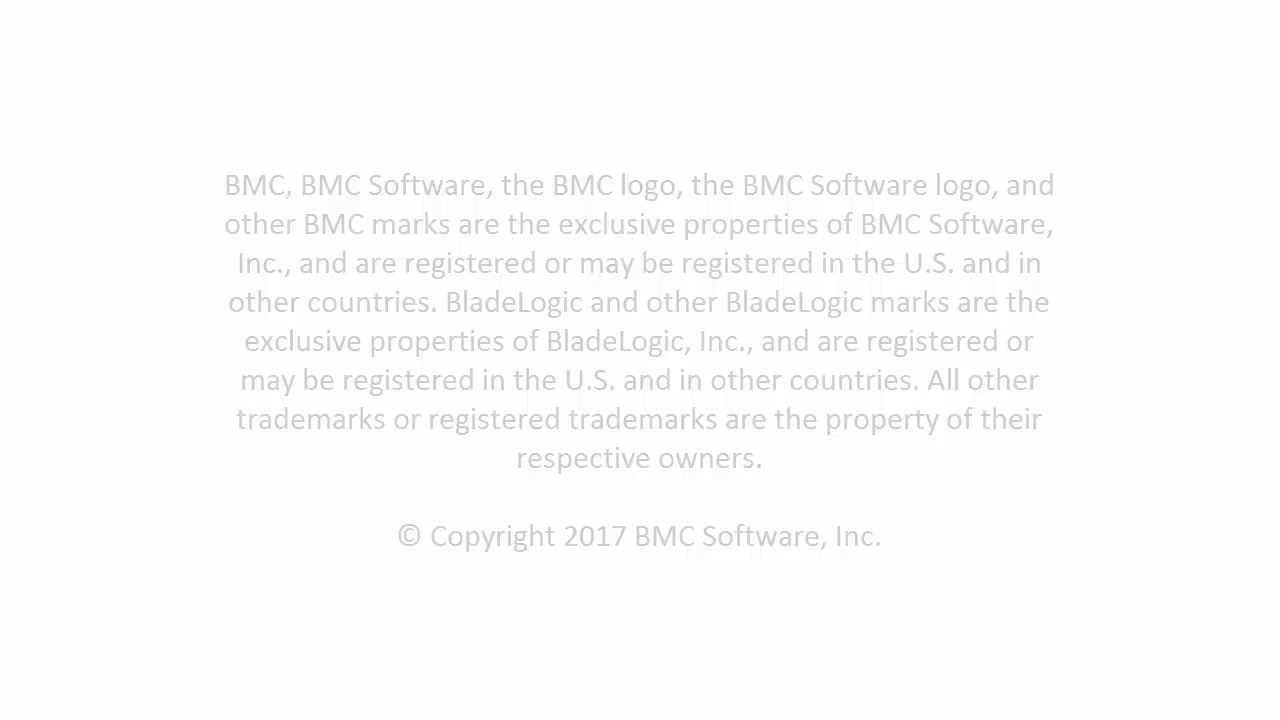 BMC, BMC Software, the BMC logo, the BMC Software logo, and
other BMC marks are the exclusive properties of BMC Software,
Inc., and are registered or may be registered in the U.S. and in
other countries. BladeLogic and other BladeLogic marks are the
exclusive properties of BladeLogic, Inc., and are registered or
may be registered in the U.S. and in other countries. All other
trademarks or registered trademarks are the property of their
respective owners.
© Copyright 2017 BMC Software, Inc.